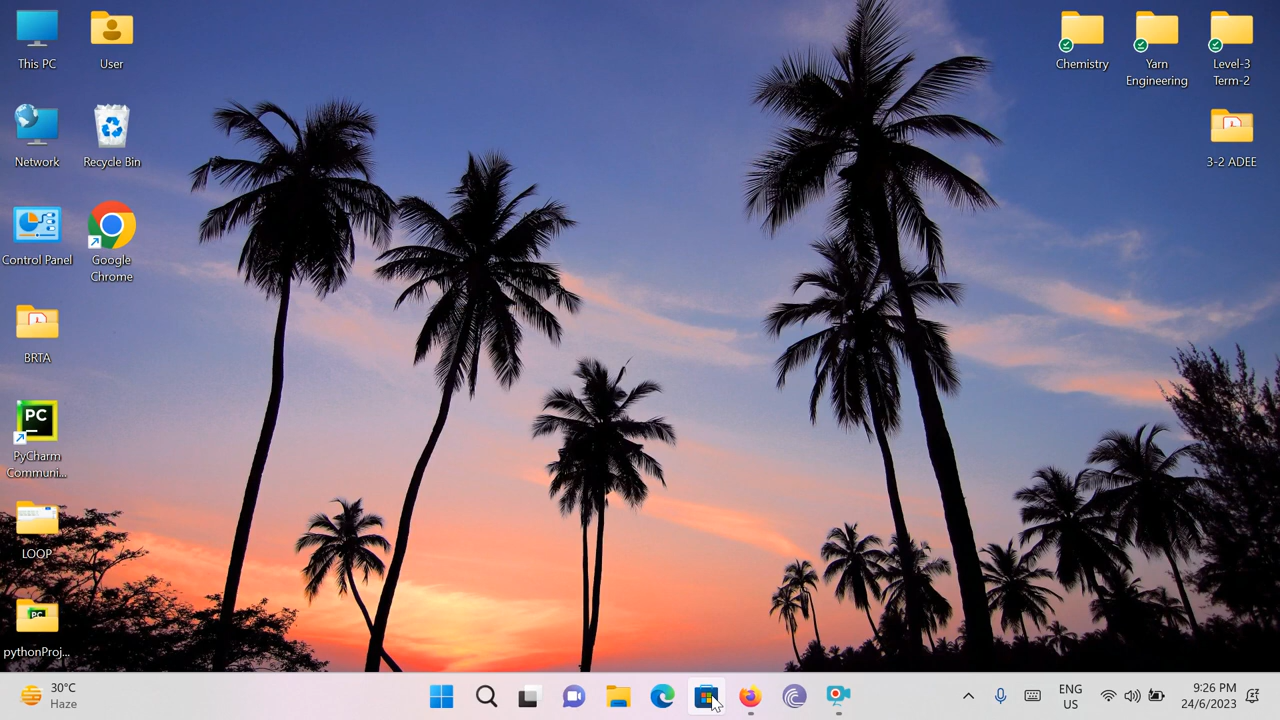 This PC
User
Network
Recycle Bin
Control Panel
Google
Chrome
BRTA
PC
PyCharm
Communi...
LOOP
PC
pythonProj...
Chemistry
Yarn
Engineering
Level-3
Term-2
3-2 ADEE
30°C
Haze
ENG
US
9:26 PM
24/6/2023